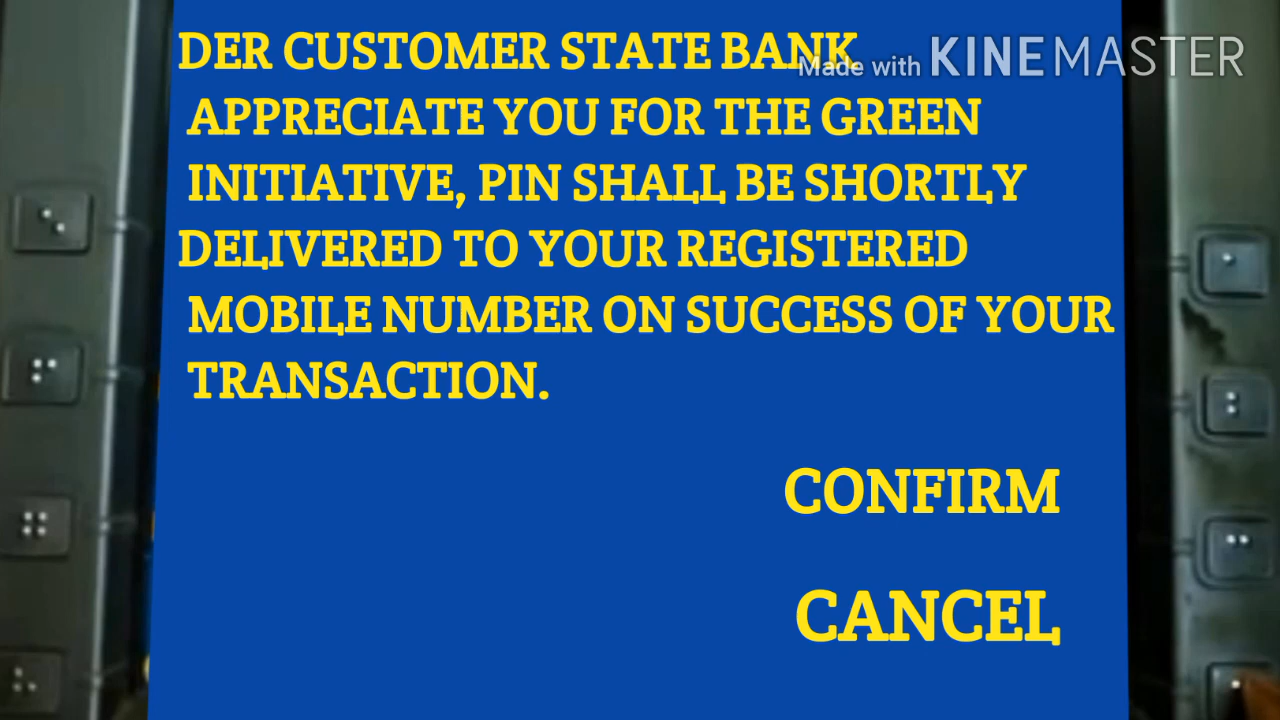 DER CUSTOMER STATE BANK
Made with KINEMASTER
APPRECIATE YOU FOR THE GREEN
INITIATIVE, PIN SHALL BE SHORTLY
DELIVERED TO YOUR REGISTERED
MOBILE NUMBER ON SUCCESS OF YOUR
TRANSACTION.
CONFIRM
CANCEL